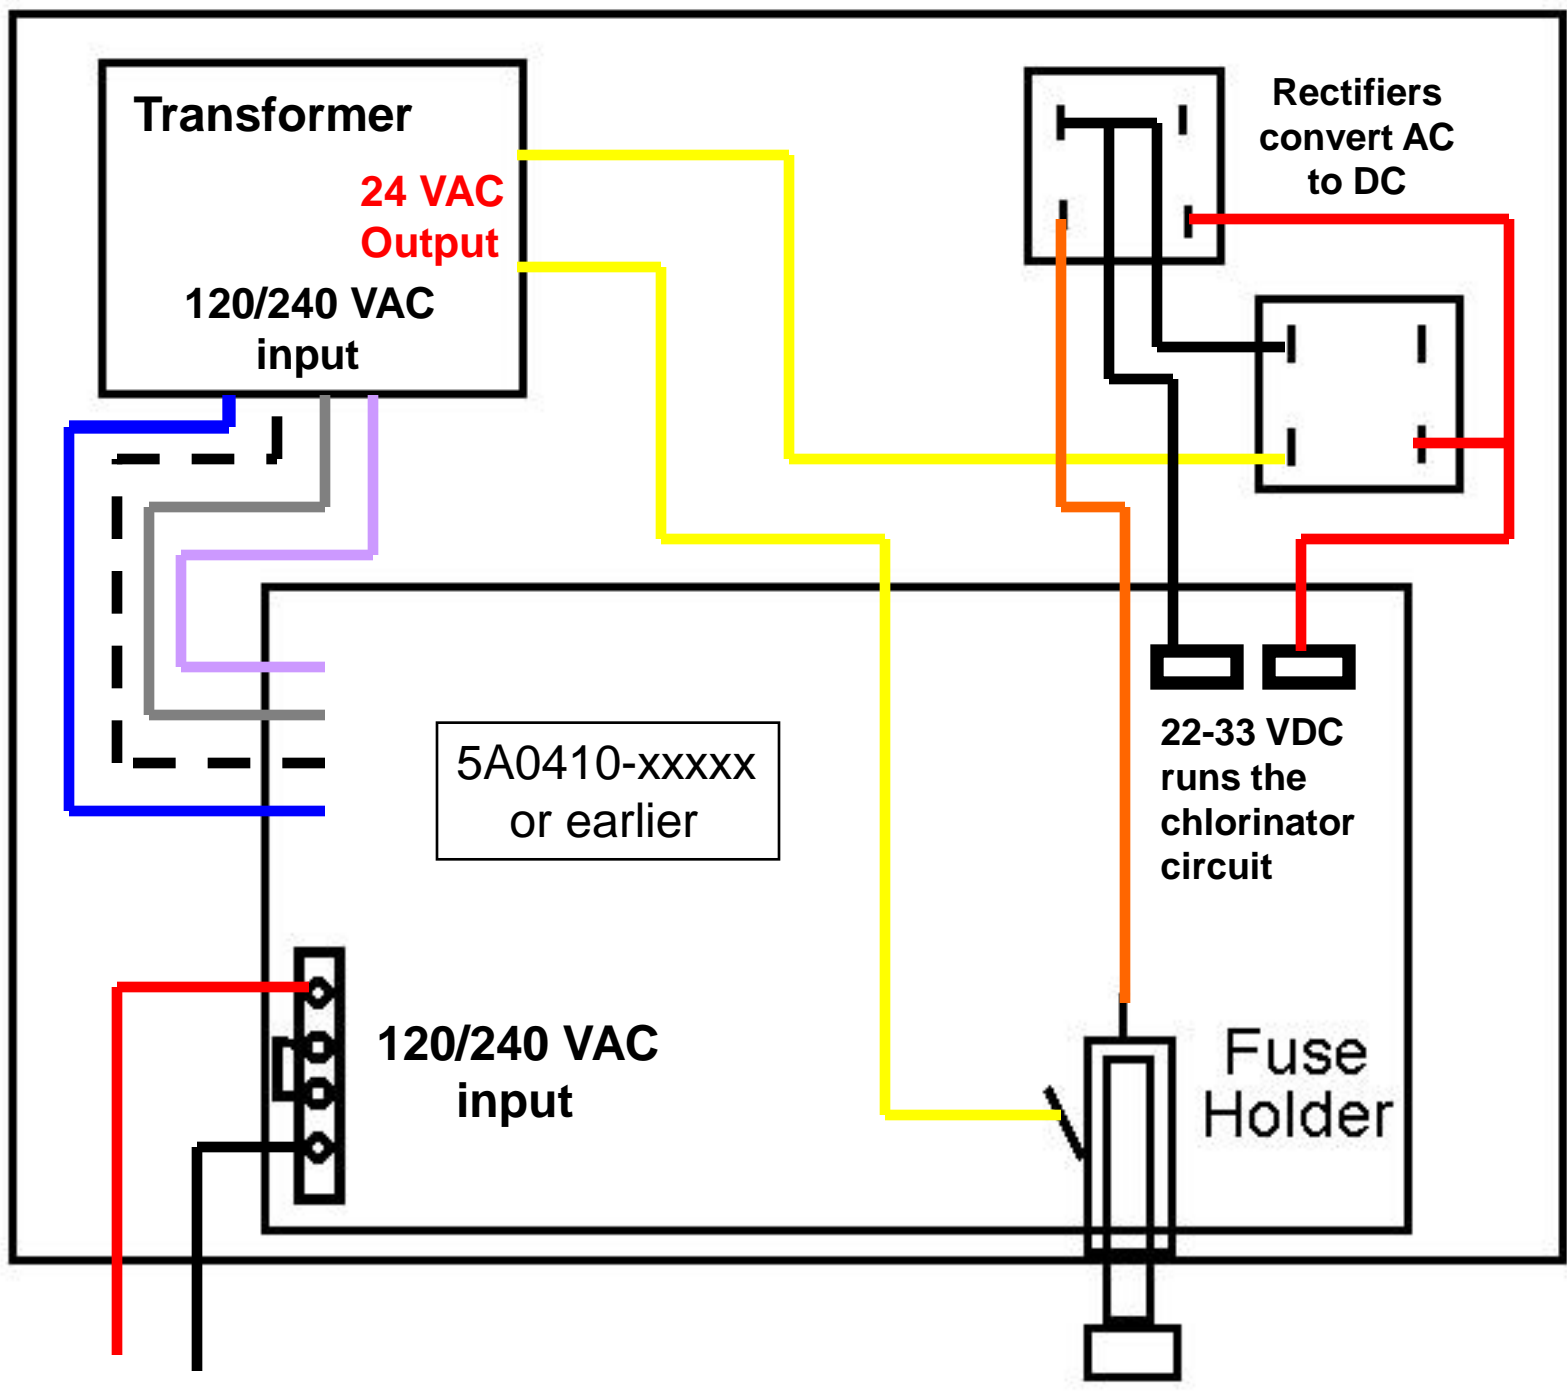 Transformer
24 VAC
Output
120/240 VAC
input
Rectifiers
convert AC
to DC
5A0410-xxxxx
or earlier
22-33 VDC
runs the
chlorinator
circuit
120/240 VAC
input
Fuse
Holder